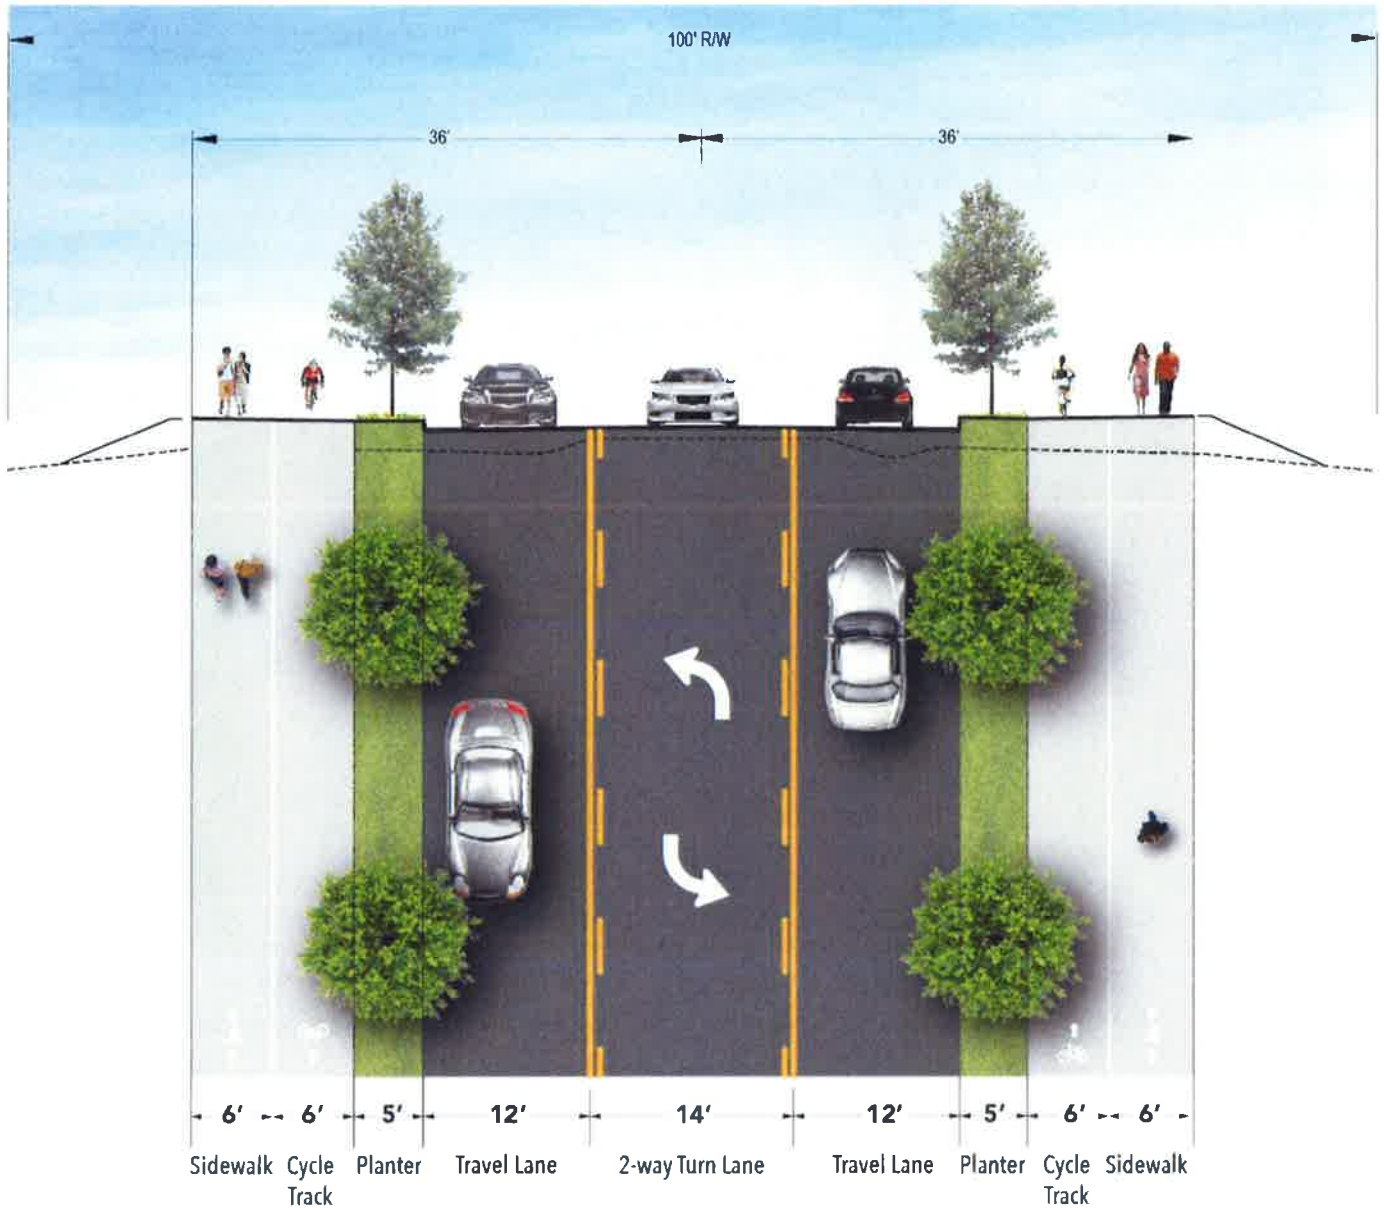 100' R/W
36' 36'
6' 6' 5' 12' 14' 12' 5' 6' 6'
Sidewalk Cycle Track Planter Travel Lane 2-way Turn Lane Travel Lane Planter Cycle Track Sidewalk